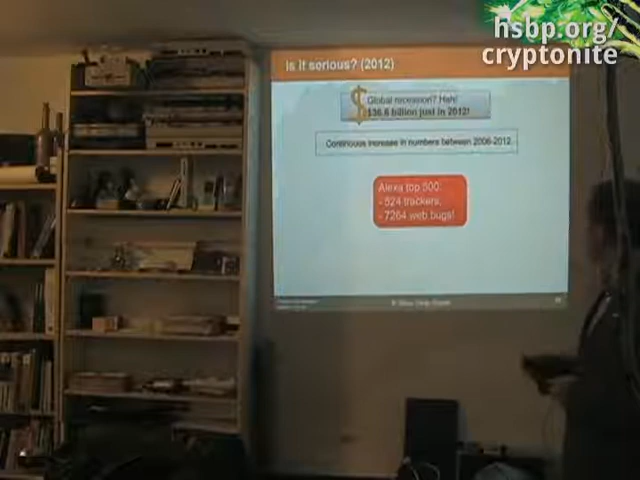 hsbp.org/
cryptonite
Is it serious? (2012)
Global recession? Heh!
$36.6 billion just in 2012!
Continuous increase in numbers between 2006-2012
Alexa top 500:
- 524 trackers,
- 7264 web bugs!